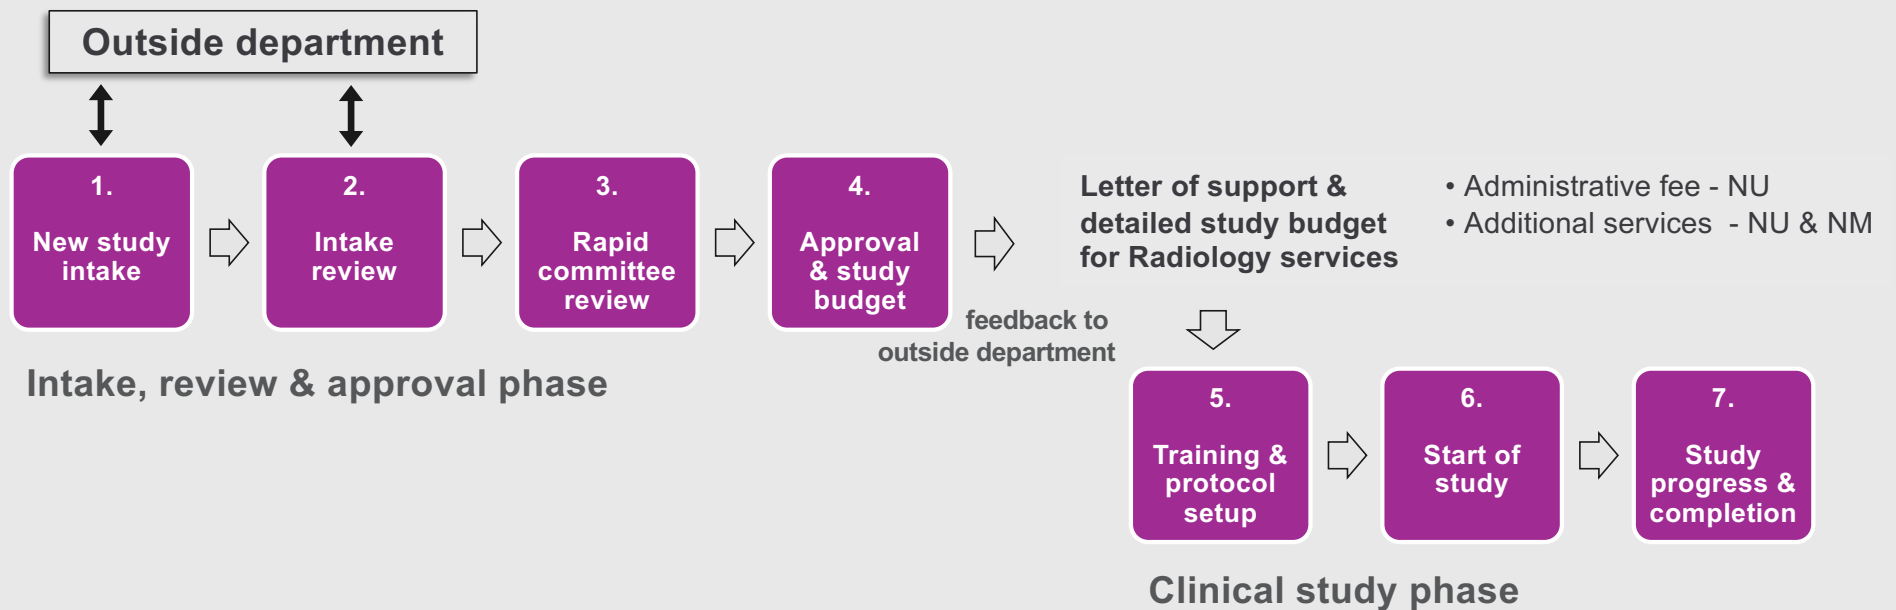 Outside department
1.
New study
intake
2.
Intake
review
3.
Rapid
committee
review
4.
Approval
& study
budget
Letter of support &
detailed study budget
for Radiology services
• Administrative fee - NU
• Additional services  - NU & NM
feedback to
outside department
Intake, review & approval phase
5.
Training &
protocol
setup
6.
Start of
study
7.
Study
progress &
completion
Clinical study phase